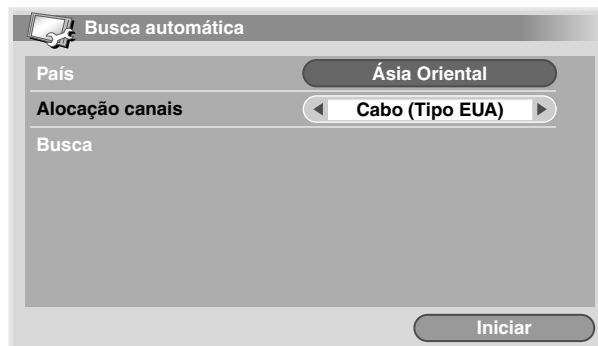 Busca automática
País Ásia Oriental
Alocação canais Cabo (Tipo EUA)
Busca
Iniciar